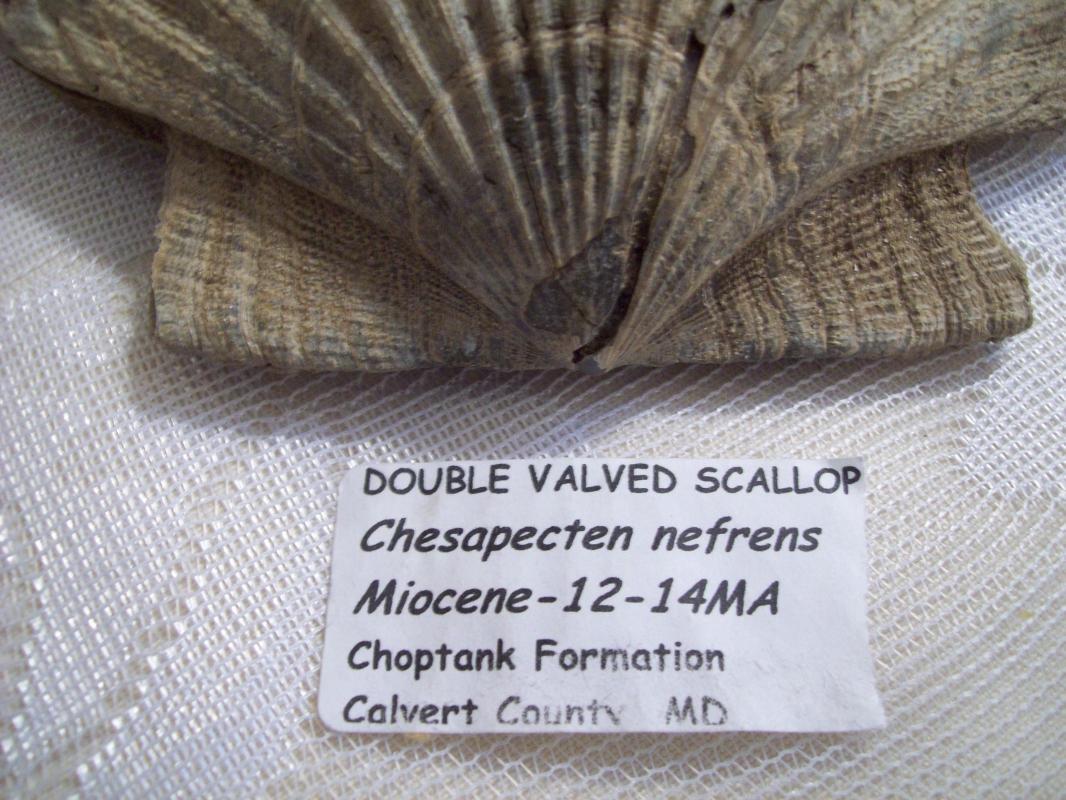 DOUBLE VALVED SCALLOP
Chesapecten nefrens
Miocene-12-14MA
Choptank Formation
Calvert County MD